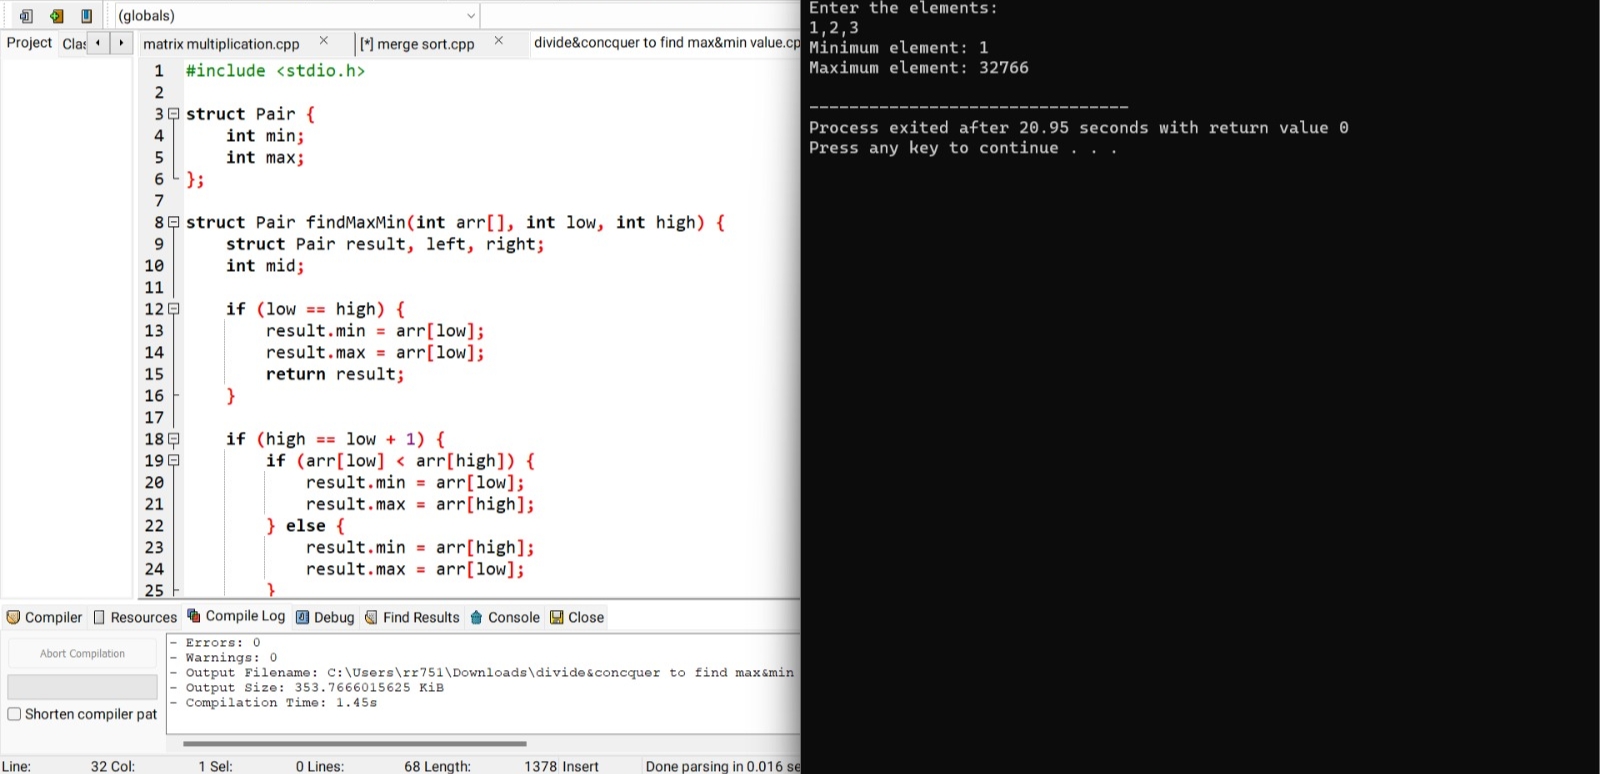 (globals)
Project Clas
matrix multiplication.cpp
[*] merge sort.cpp
divide&concquer to find max&min value.cp
1 #include <stdio.h>
2
3 struct Pair {
4 int min;
5 int max;
6 };
7
8 struct Pair findMaxMin(int arr[], int low, int high) {
9 struct Pair result, left, right;
10 int mid;
11
12 if (low == high) {
13 result.min = arr[low];
14 result.max = arr[low];
15 return result;
16 }
17
18 if (high == low + 1) {
19 if (arr[low] < arr[high]) {
20 result.min = arr[low];
21 result.max = arr[high];
22 } else {
23 result.min = arr[high];
24 result.max = arr[low];
25 }
Compiler Resources Compile Log Debug Find Results Console Close
Abort Compilation
Shorten compiler pat
- Errors: 0
- Warnings: 0
- Output Filename: C:\Users\rr751\Downloads\divide&concquer to find max&min
- Output Size: 353.7666015625 KiB
- Compilation Time: 1.45s
Line: 32 Col: 1 Sel: 0 Lines: 68 Length: 1378 Insert Done parsing in 0.016 se
Enter the elements:
1,2,3
Minimum element: 1
Maximum element: 32766
--------------------------------
Process exited after 20.95 seconds with return value 0
Press any key to continue . . .